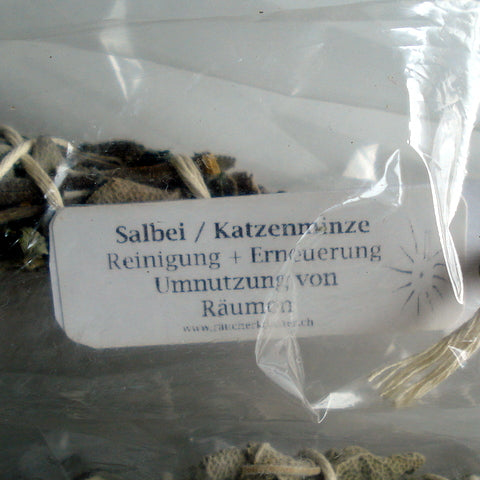 Salbei / Katzenminze
Reinigung + Erneuerung
Umnutzung von
Räumen